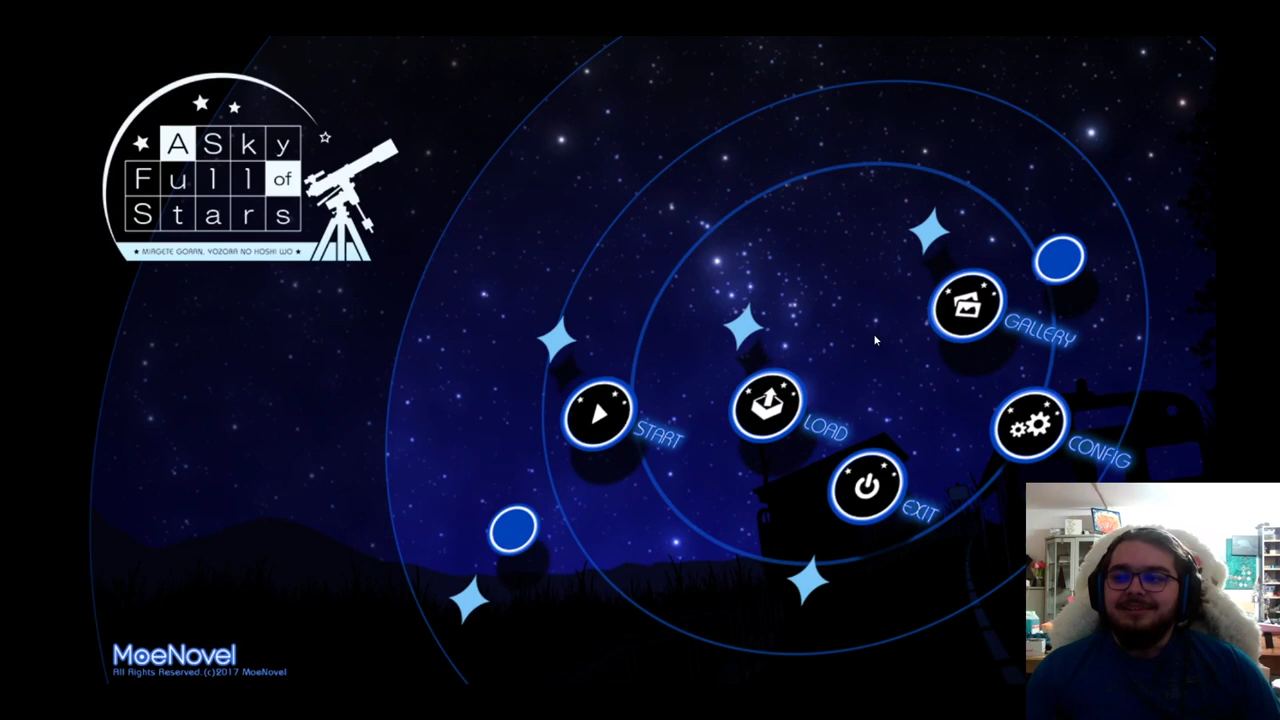 A Sky
Full of
Stars
★ MIAGETE GORAN, YOZORA NO HOSHI WO ★
GALLERY
START
LOAD
CONFIG
EXIT
MoeNovel
All Rights Reserved.(c)2017 MoeNovel